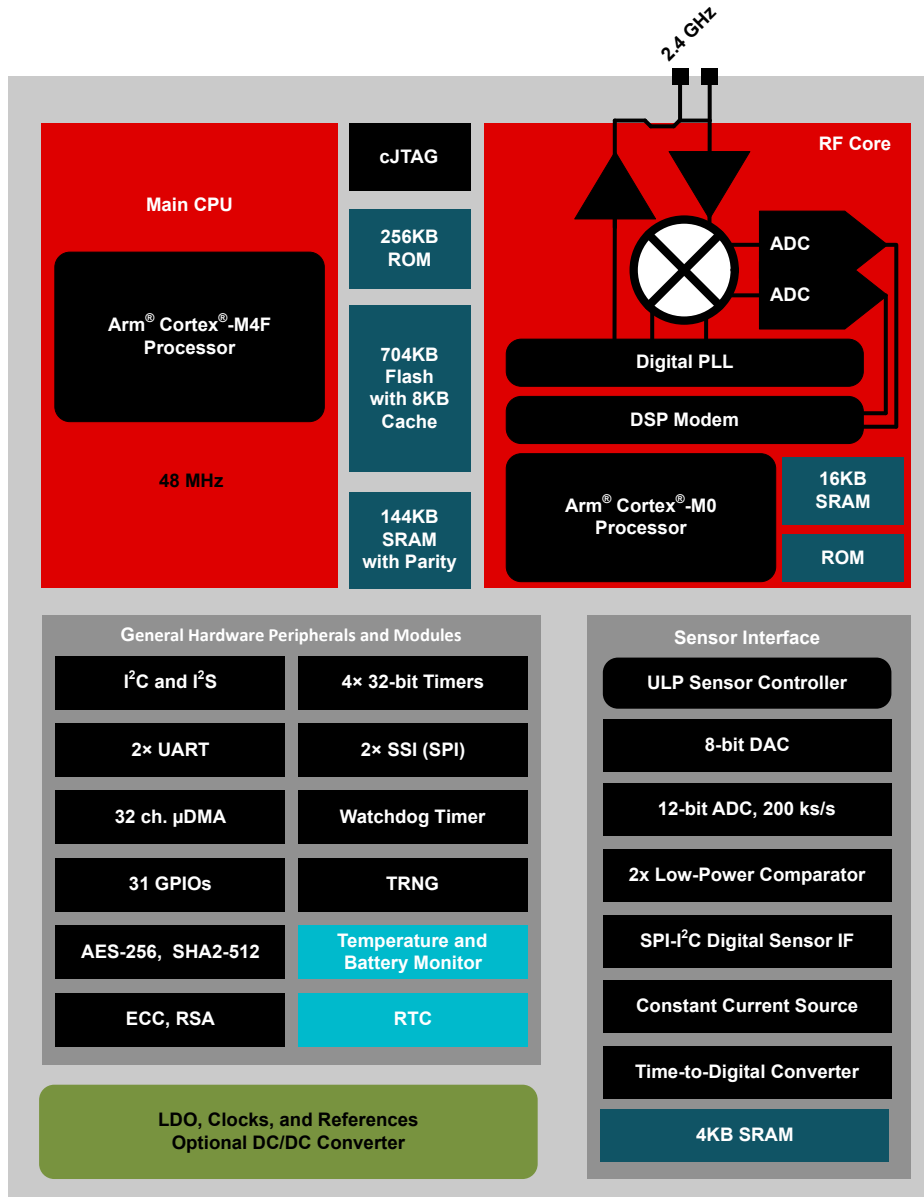 2.4 GHz
Main CPU
Arm® Cortex®-M4F
Processor
48 MHz
cJTAG
256KB
ROM
704KB
Flash
with 8KB
Cache
144KB
SRAM
with Parity
RF Core
ADC
ADC
Digital PLL
DSP Modem
Arm® Cortex®-M0
Processor
16KB
SRAM
ROM
General Hardware Peripherals and Modules
I²C and I²S
4× 32-bit Timers
2× UART
2× SSI (SPI)
32 ch. µDMA
Watchdog Timer
31 GPIOs
TRNG
AES-256, SHA2-512
Temperature and
Battery Monitor
ECC, RSA
RTC
LDO, Clocks, and References
Optional DC/DC Converter
Sensor Interface
ULP Sensor Controller
8-bit DAC
12-bit ADC, 200 ks/s
2x Low-Power Comparator
SPI-I²C Digital Sensor IF
Constant Current Source
Time-to-Digital Converter
4KB SRAM